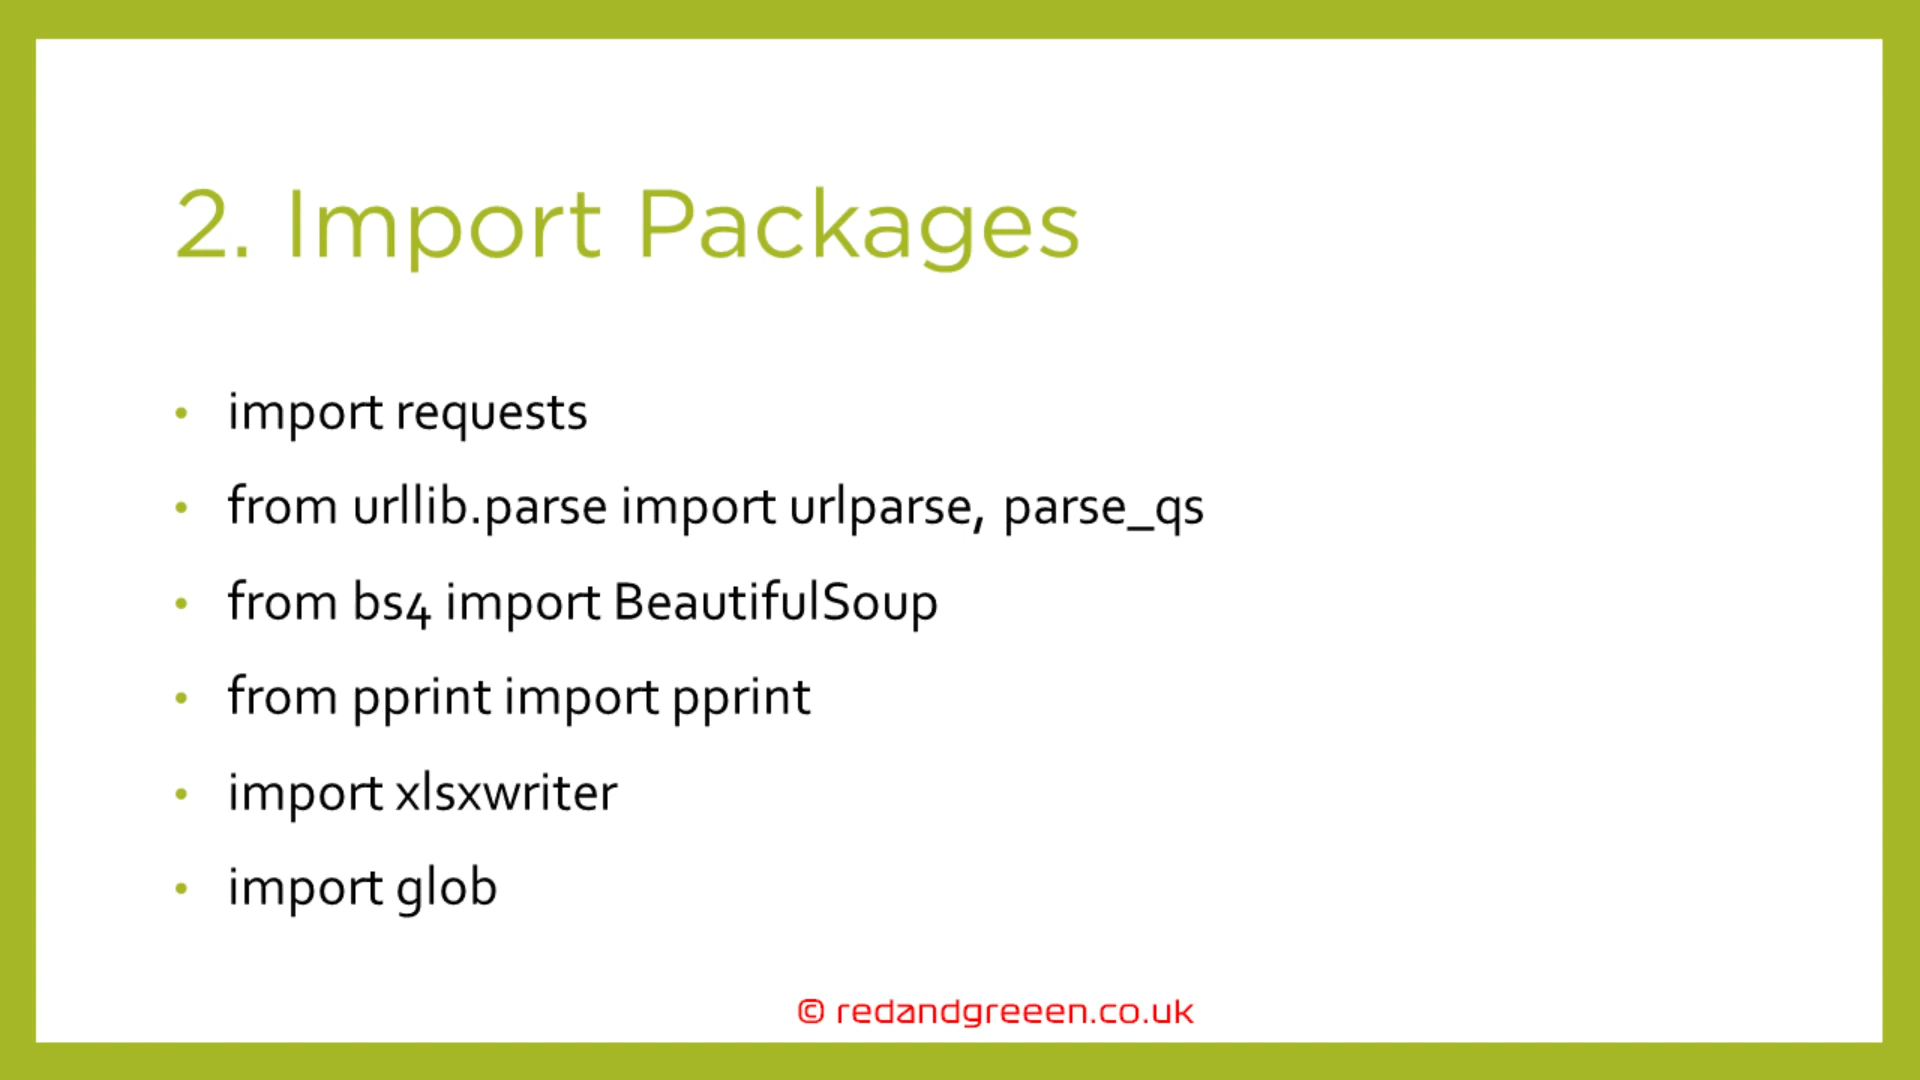 2. Import Packages
• import requests
• from urllib.parse import urlparse, parse_qs
• from bs4 import BeautifulSoup
• from pprint import pprint
• import xlsxwriter
• import glob
© redandgreeen.co.uk